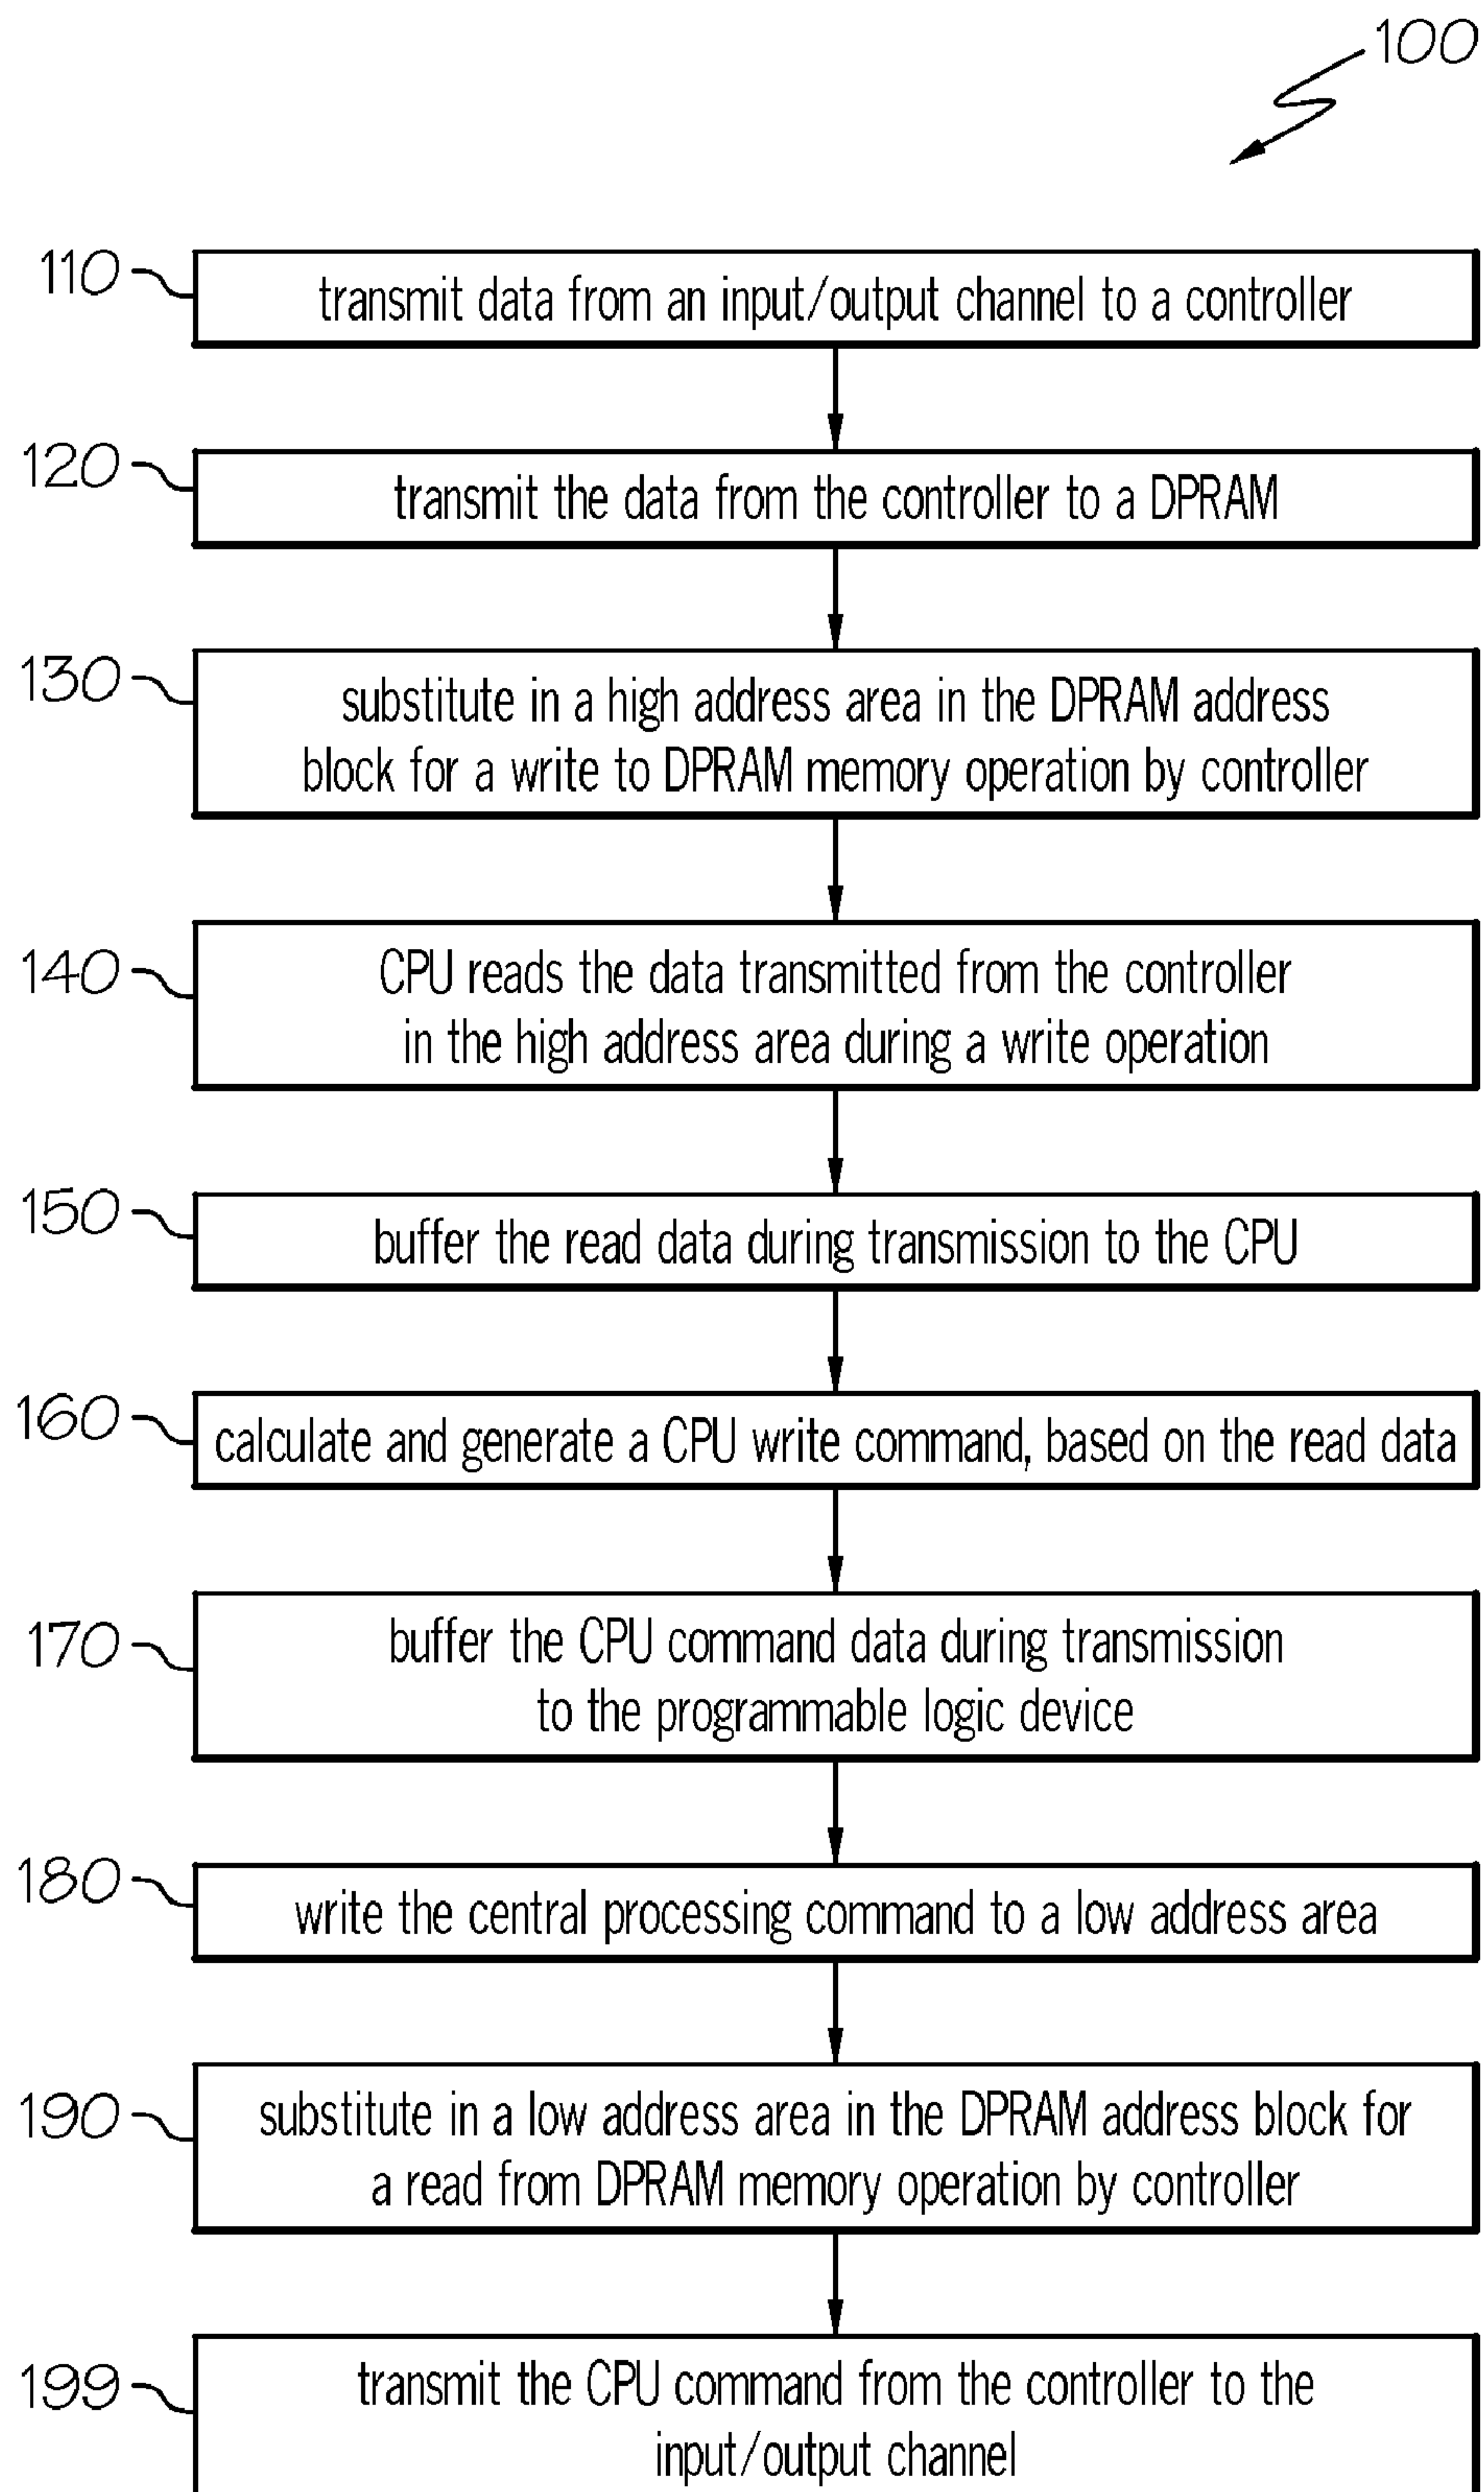 100
110
transmit data from an input/output channel to a controller
120
transmit the data from the controller to a DPRAM
130
substitute in a high address area in the DPRAM address
block for a write to DPRAM memory operation by controller
140
CPU reads the data transmitted from the controller
in the high address area during a write operation
150
buffer the read data during transmission to the CPU
160
calculate and generate a CPU write command, based on the read data
170
buffer the CPU command data during transmission
to the programmable logic device
180
write the central processing command to a low address area
190
substitute in a low address area in the DPRAM address block for
a read from DPRAM memory operation by controller
199
transmit the CPU command from the controller to the
input/output channel